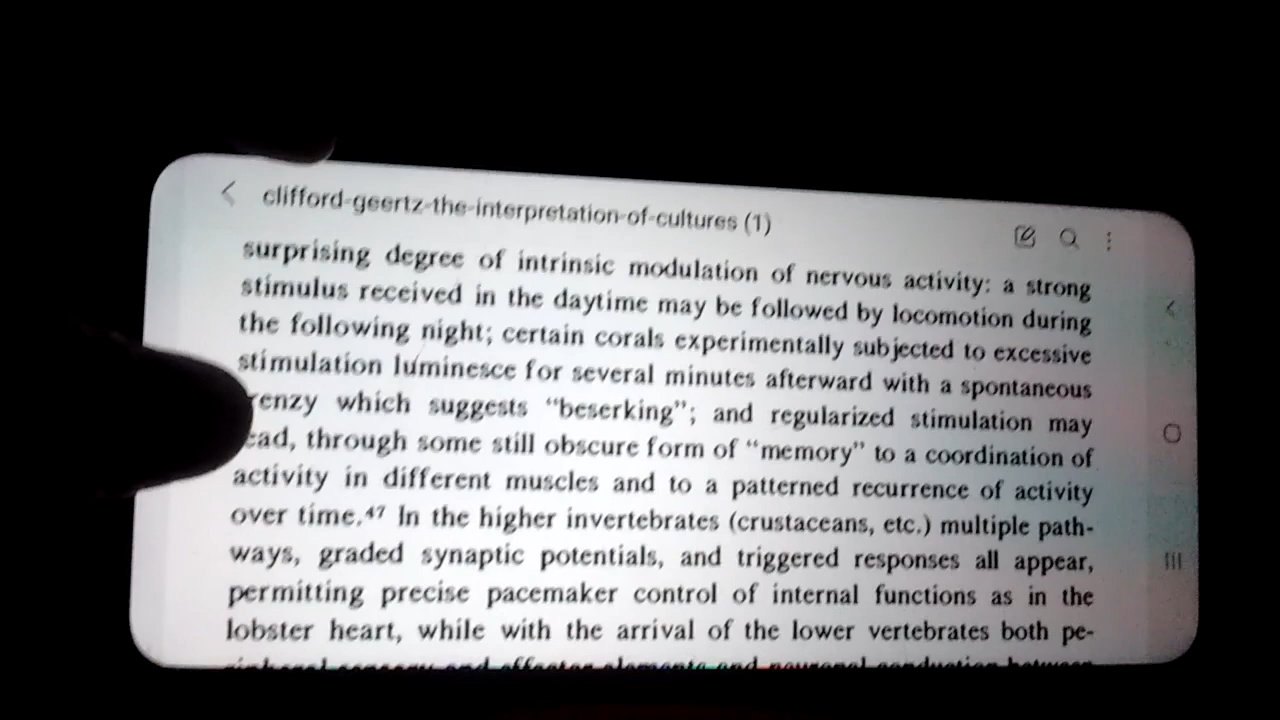 clifford-geertz-the-interpretation-of-cultures (1)
surprising degree of intrinsic modulation of nervous activity: a strong
stimulus received in the daytime may be followed by locomotion during
the following night; certain corals experimentally subjected to excessive
stimulation luminesce for several minutes afterward with a spontaneous
renzy which suggests “beserking”; and regularized stimulation may
ead, through some still obscure form of “memory” to a coordination of
activity in different muscles and to a patterned recurrence of activity
over time.⁴⁷ In the higher invertebrates (crustaceans, etc.) multiple path-
ways, graded synaptic potentials, and triggered responses all appear,
permitting precise pacemaker control of internal functions as in the
lobster heart, while with the arrival of the lower vertebrates both pe-